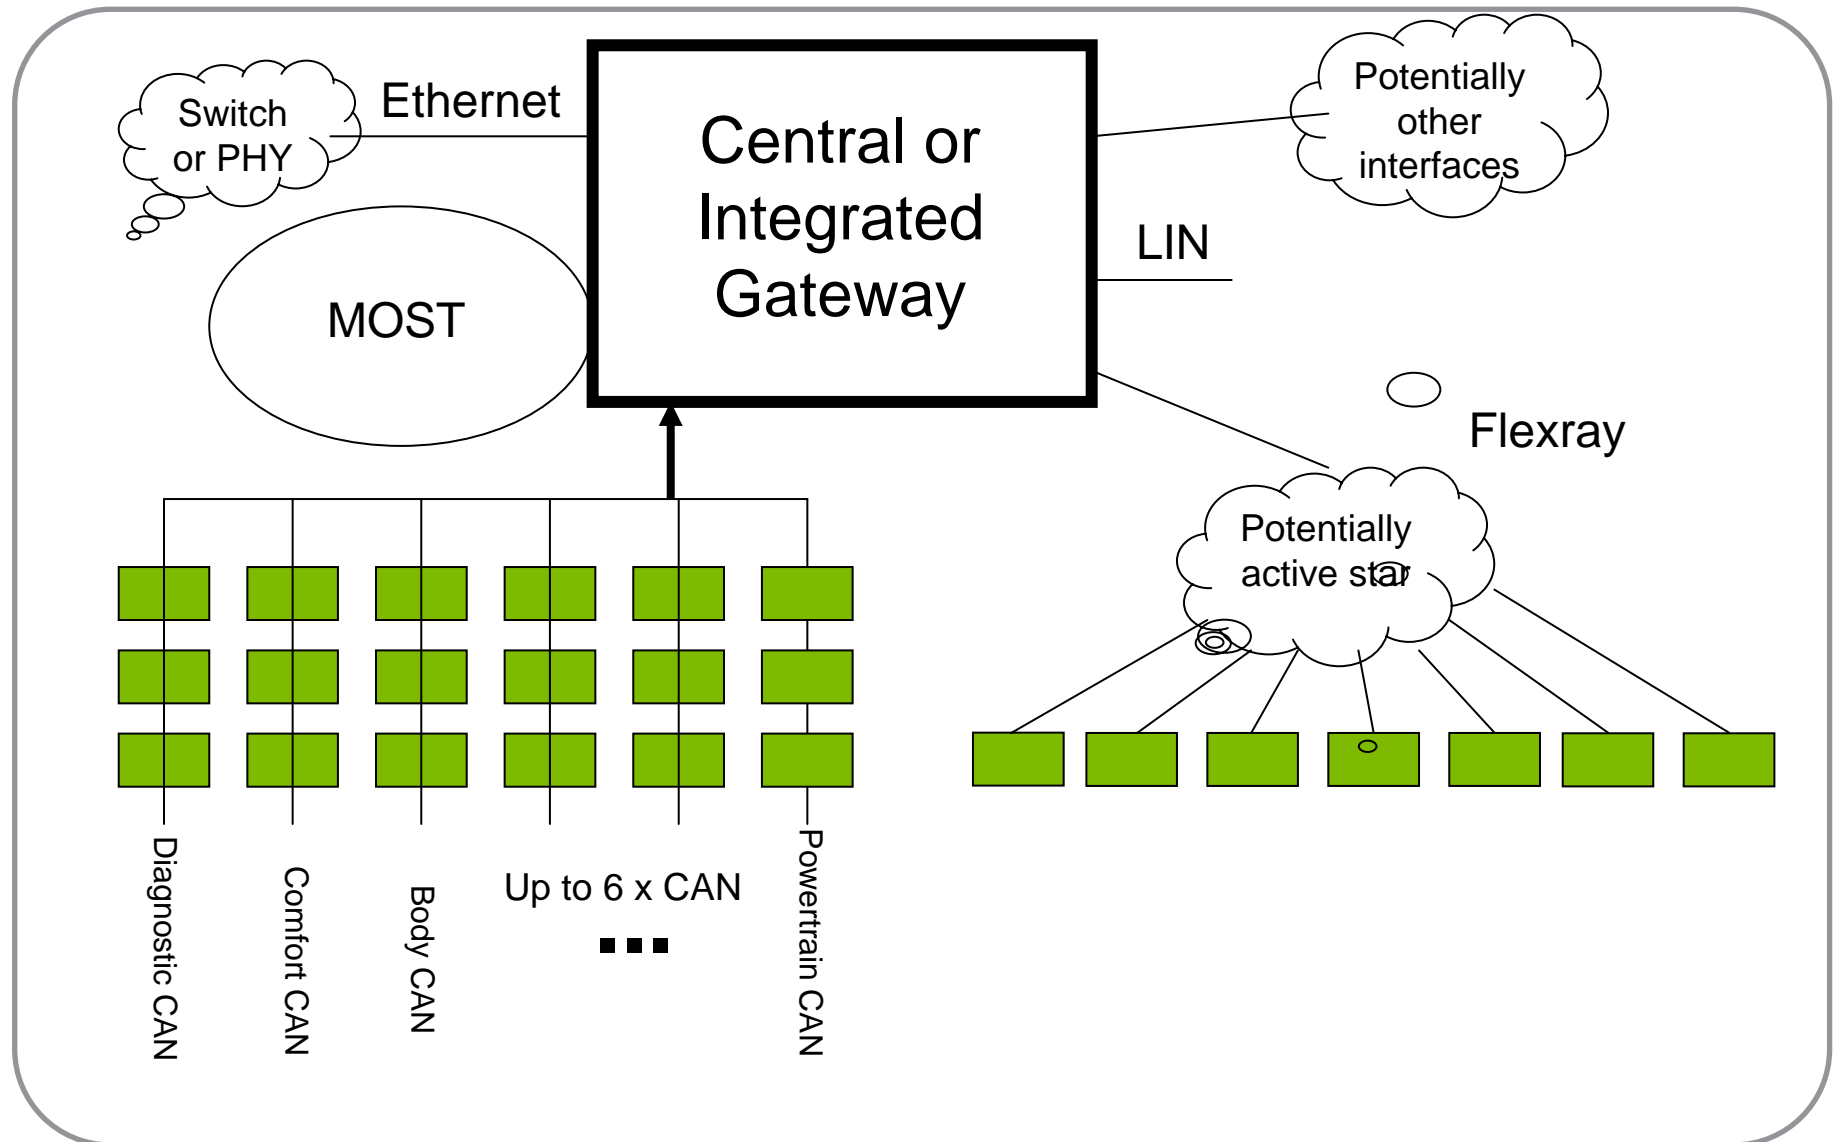 Switch
or PHY
Ethernet
Central or
Integrated
Gateway
Potentially
other
interfaces
LIN
MOST
Flexray
Potentially
active star
Diagnostic CAN
Comfort CAN
Body CAN
Up to 6 x CAN
Powertrain CAN